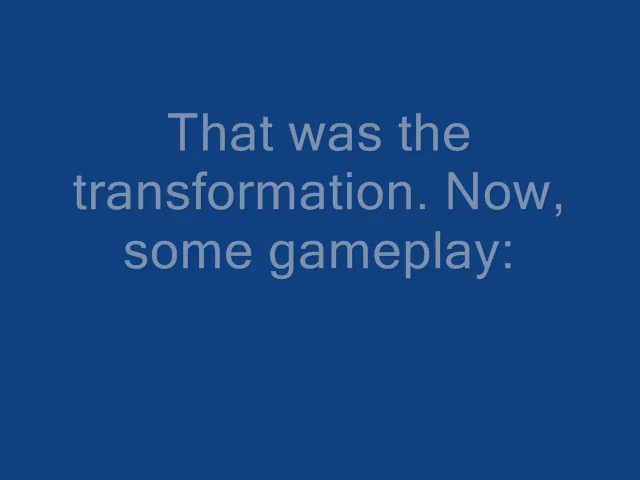 That was the
transformation. Now,
some gameplay: